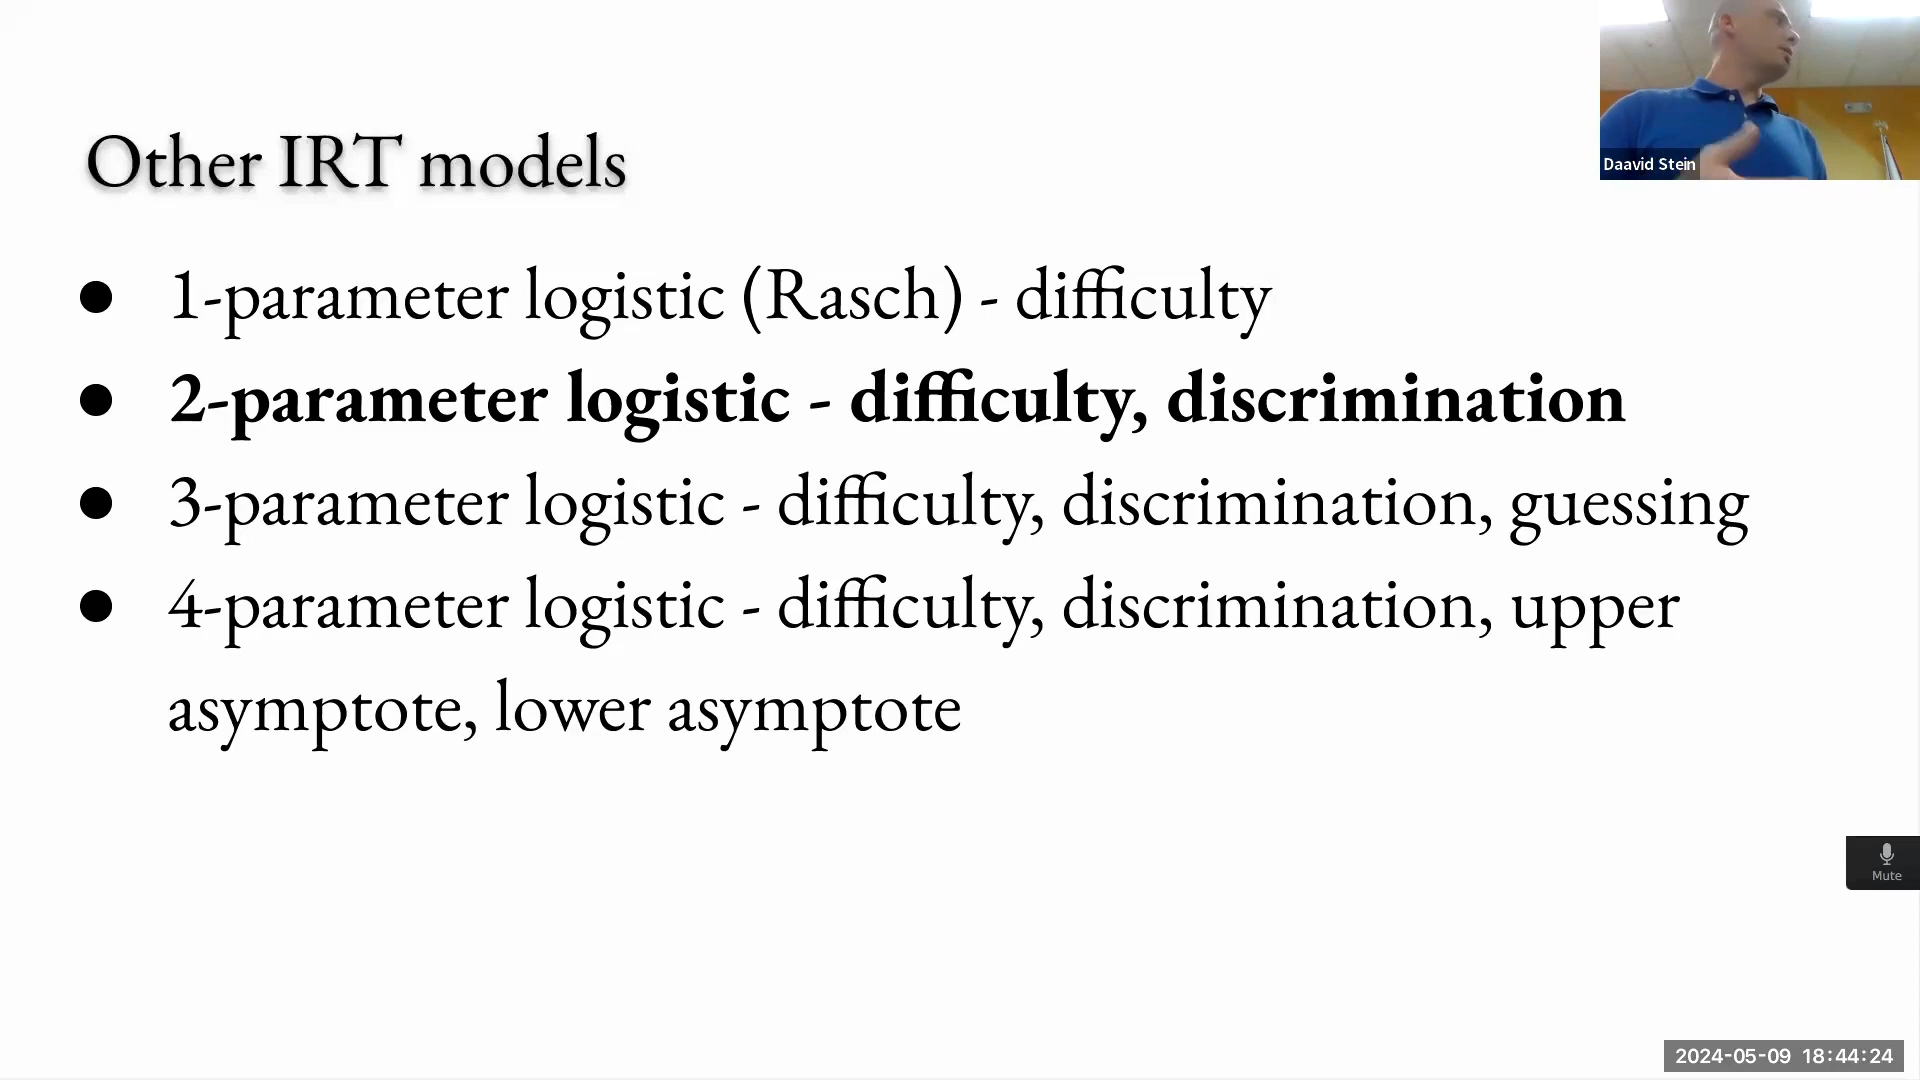 Daavid Stein
Other IRT models
1-parameter logistic (Rasch) - difficulty
2-parameter logistic - difficulty, discrimination
3-parameter logistic - difficulty, discrimination, guessing
4-parameter logistic - difficulty, discrimination, upper
asymptote, lower asymptote
Mute
2024-05-09 18:44:24